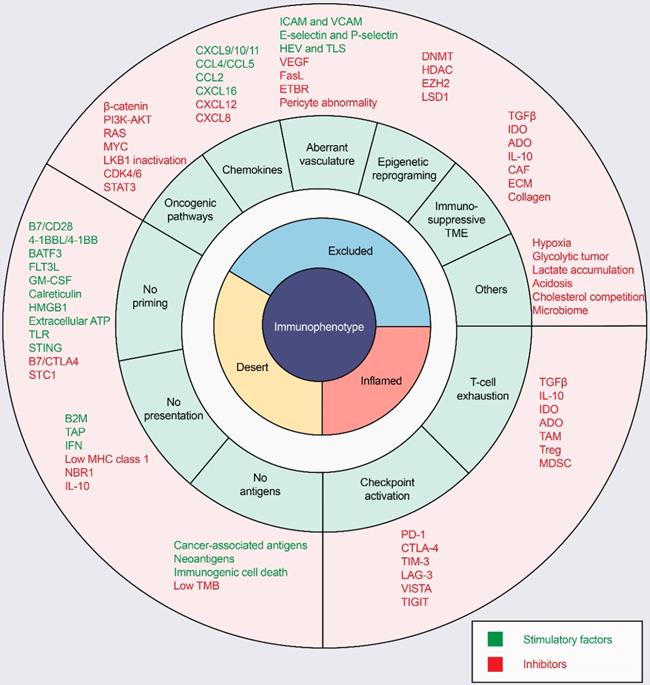 ICAM and VCAM
E-selectin and P-selectin
HEV and TLS
VEGF
FasL
ETBR
Pericyte abnormality
CXCL9/10/11
CCL4/CCL5
CCL2
CXCL16
CXCL12
CXCL8
DNMT
HDAC
EZH2
LSD1
β-catenin
PI3K-AKT
RAS
MYC
LKB1 inactivation
CDK4/6
STAT3
TGFβ
IDO
ADO
IL-10
CAF
ECM
Collagen
Aberrant
vasculature
Chemokines
Epigenetic
reprograming
Oncogenic
pathways
Immuno-
suppressive
TME
Others
Hypoxia
Glycolytic tumor
Lactate accumulation
Acidosis
Cholesterol competition
Microbiome
B7/CD28
4-1BBL/4-1BB
BATF3
FLT3L
GM-CSF
Calreticulin
HMGB1
Extracellular ATP
TLR
STING
B7/CTLA4
STC1
No
priming
Excluded
Immunophenotype
Desert
Inflamed
T-cell
exhaustion
TGFβ
IL-10
IDO
ADO
TAM
Treg
MDSC
No
presentation
B2M
TAP
IFN
Low MHC class 1
NBR1
IL-10
No
antigens
Checkpoint
activation
Cancer-associated antigens
Neoantigens
Immunogenic cell death
Low TMB
PD-1
CTLA-4
TIM-3
LAG-3
VISTA
TIGIT
Stimulatory factors
Inhibitors